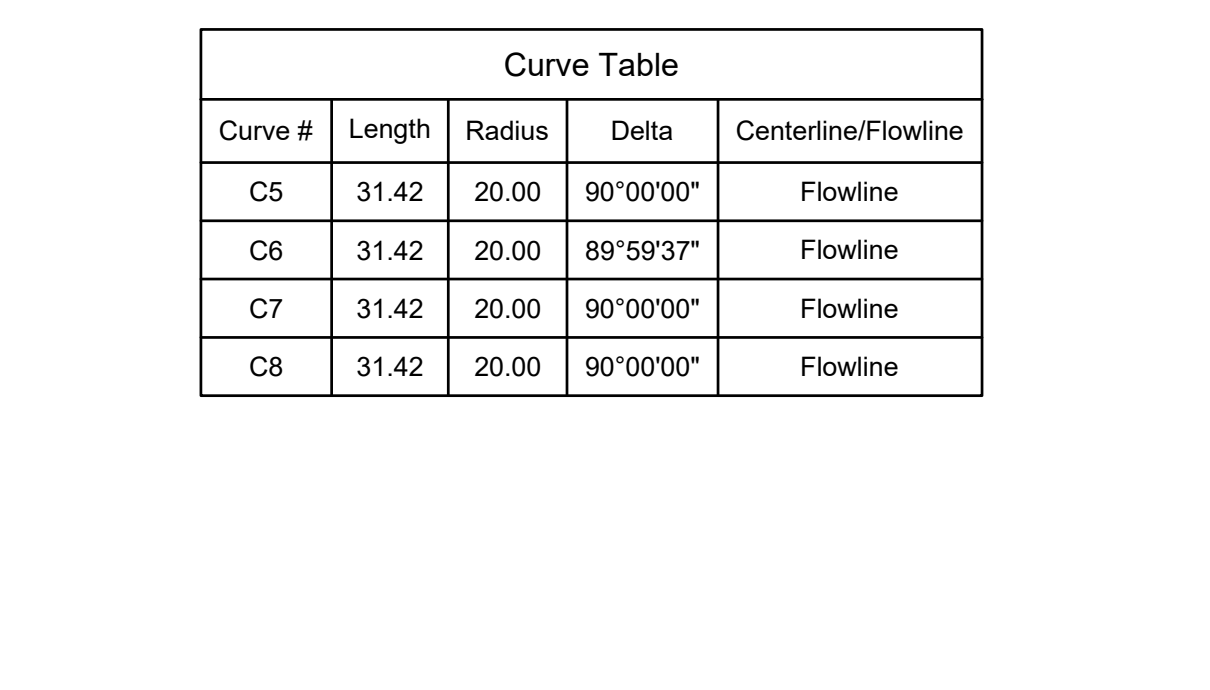 Curve Table
Curve # Length Radius Delta Centerline/Flowline
C5 31.42 20.00 90°00'00" Flowline
C6 31.42 20.00 89°59'37" Flowline
C7 31.42 20.00 90°00'00" Flowline
C8 31.42 20.00 90°00'00" Flowline